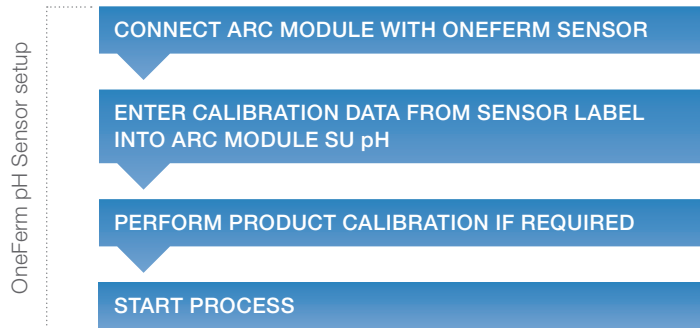 OneFerm pH Sensor setup
CONNECT ARC MODULE WITH ONEFERM SENSOR
ENTER CALIBRATION DATA FROM SENSOR LABEL
INTO ARC MODULE SU pH
PERFORM PRODUCT CALIBRATION IF REQUIRED
START PROCESS